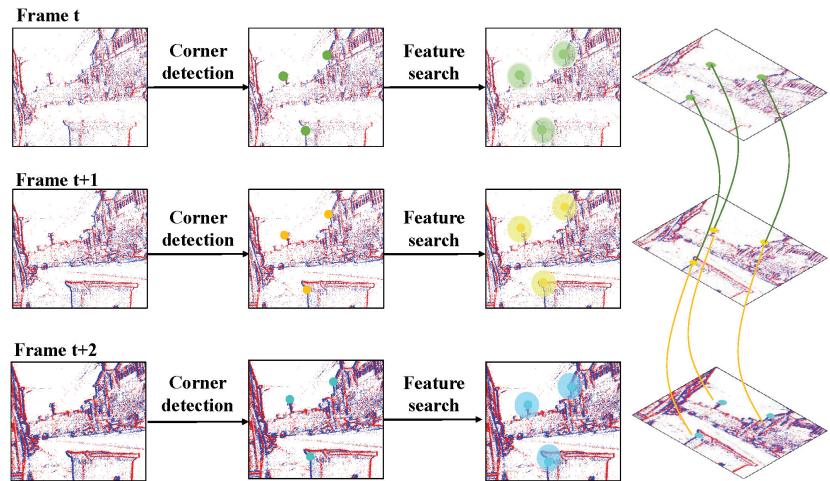 Frame t
Corner
detection
Feature
search
Frame t+1
Corner
detection
Feature
search
Frame t+2
Corner
detection
Feature
search